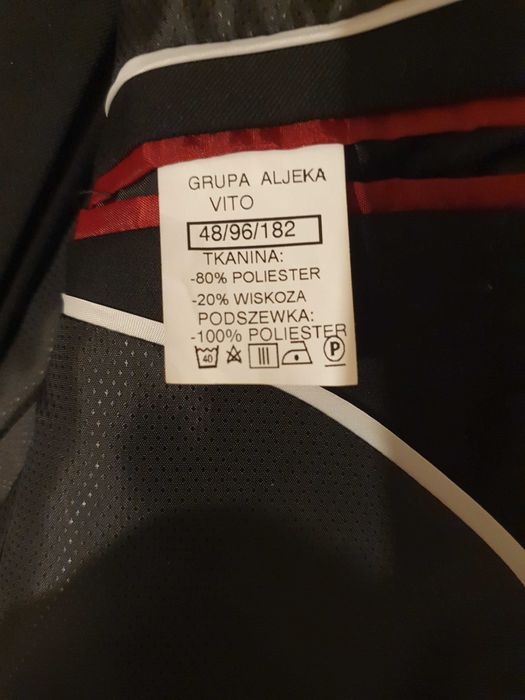 GRUPA ALJEKA
VITO
48/96/182
TKANINA:
-80% POLIESTER
-20% WISKOZA
PODSZEWKA:
-100% POLIESTER
40 P